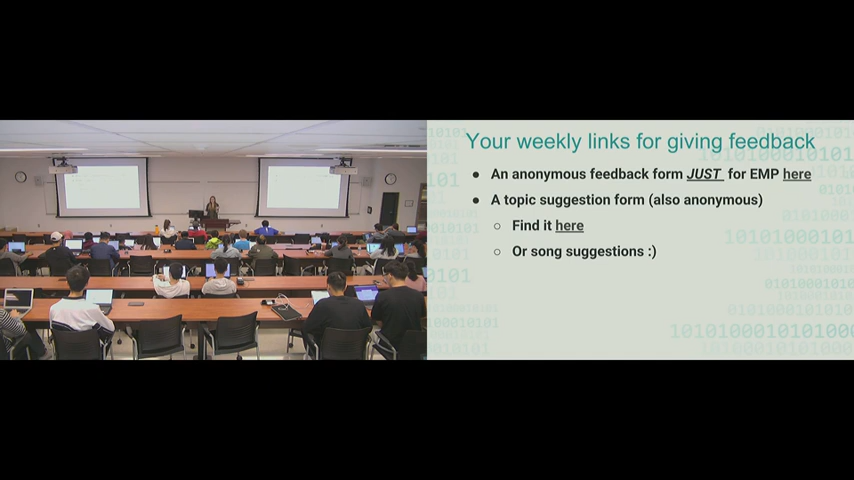 Your weekly links for giving feedback
● An anonymous feedback form JUST for EMP here
● A topic suggestion form (also anonymous)
○ Find it here
○ Or song suggestions :)